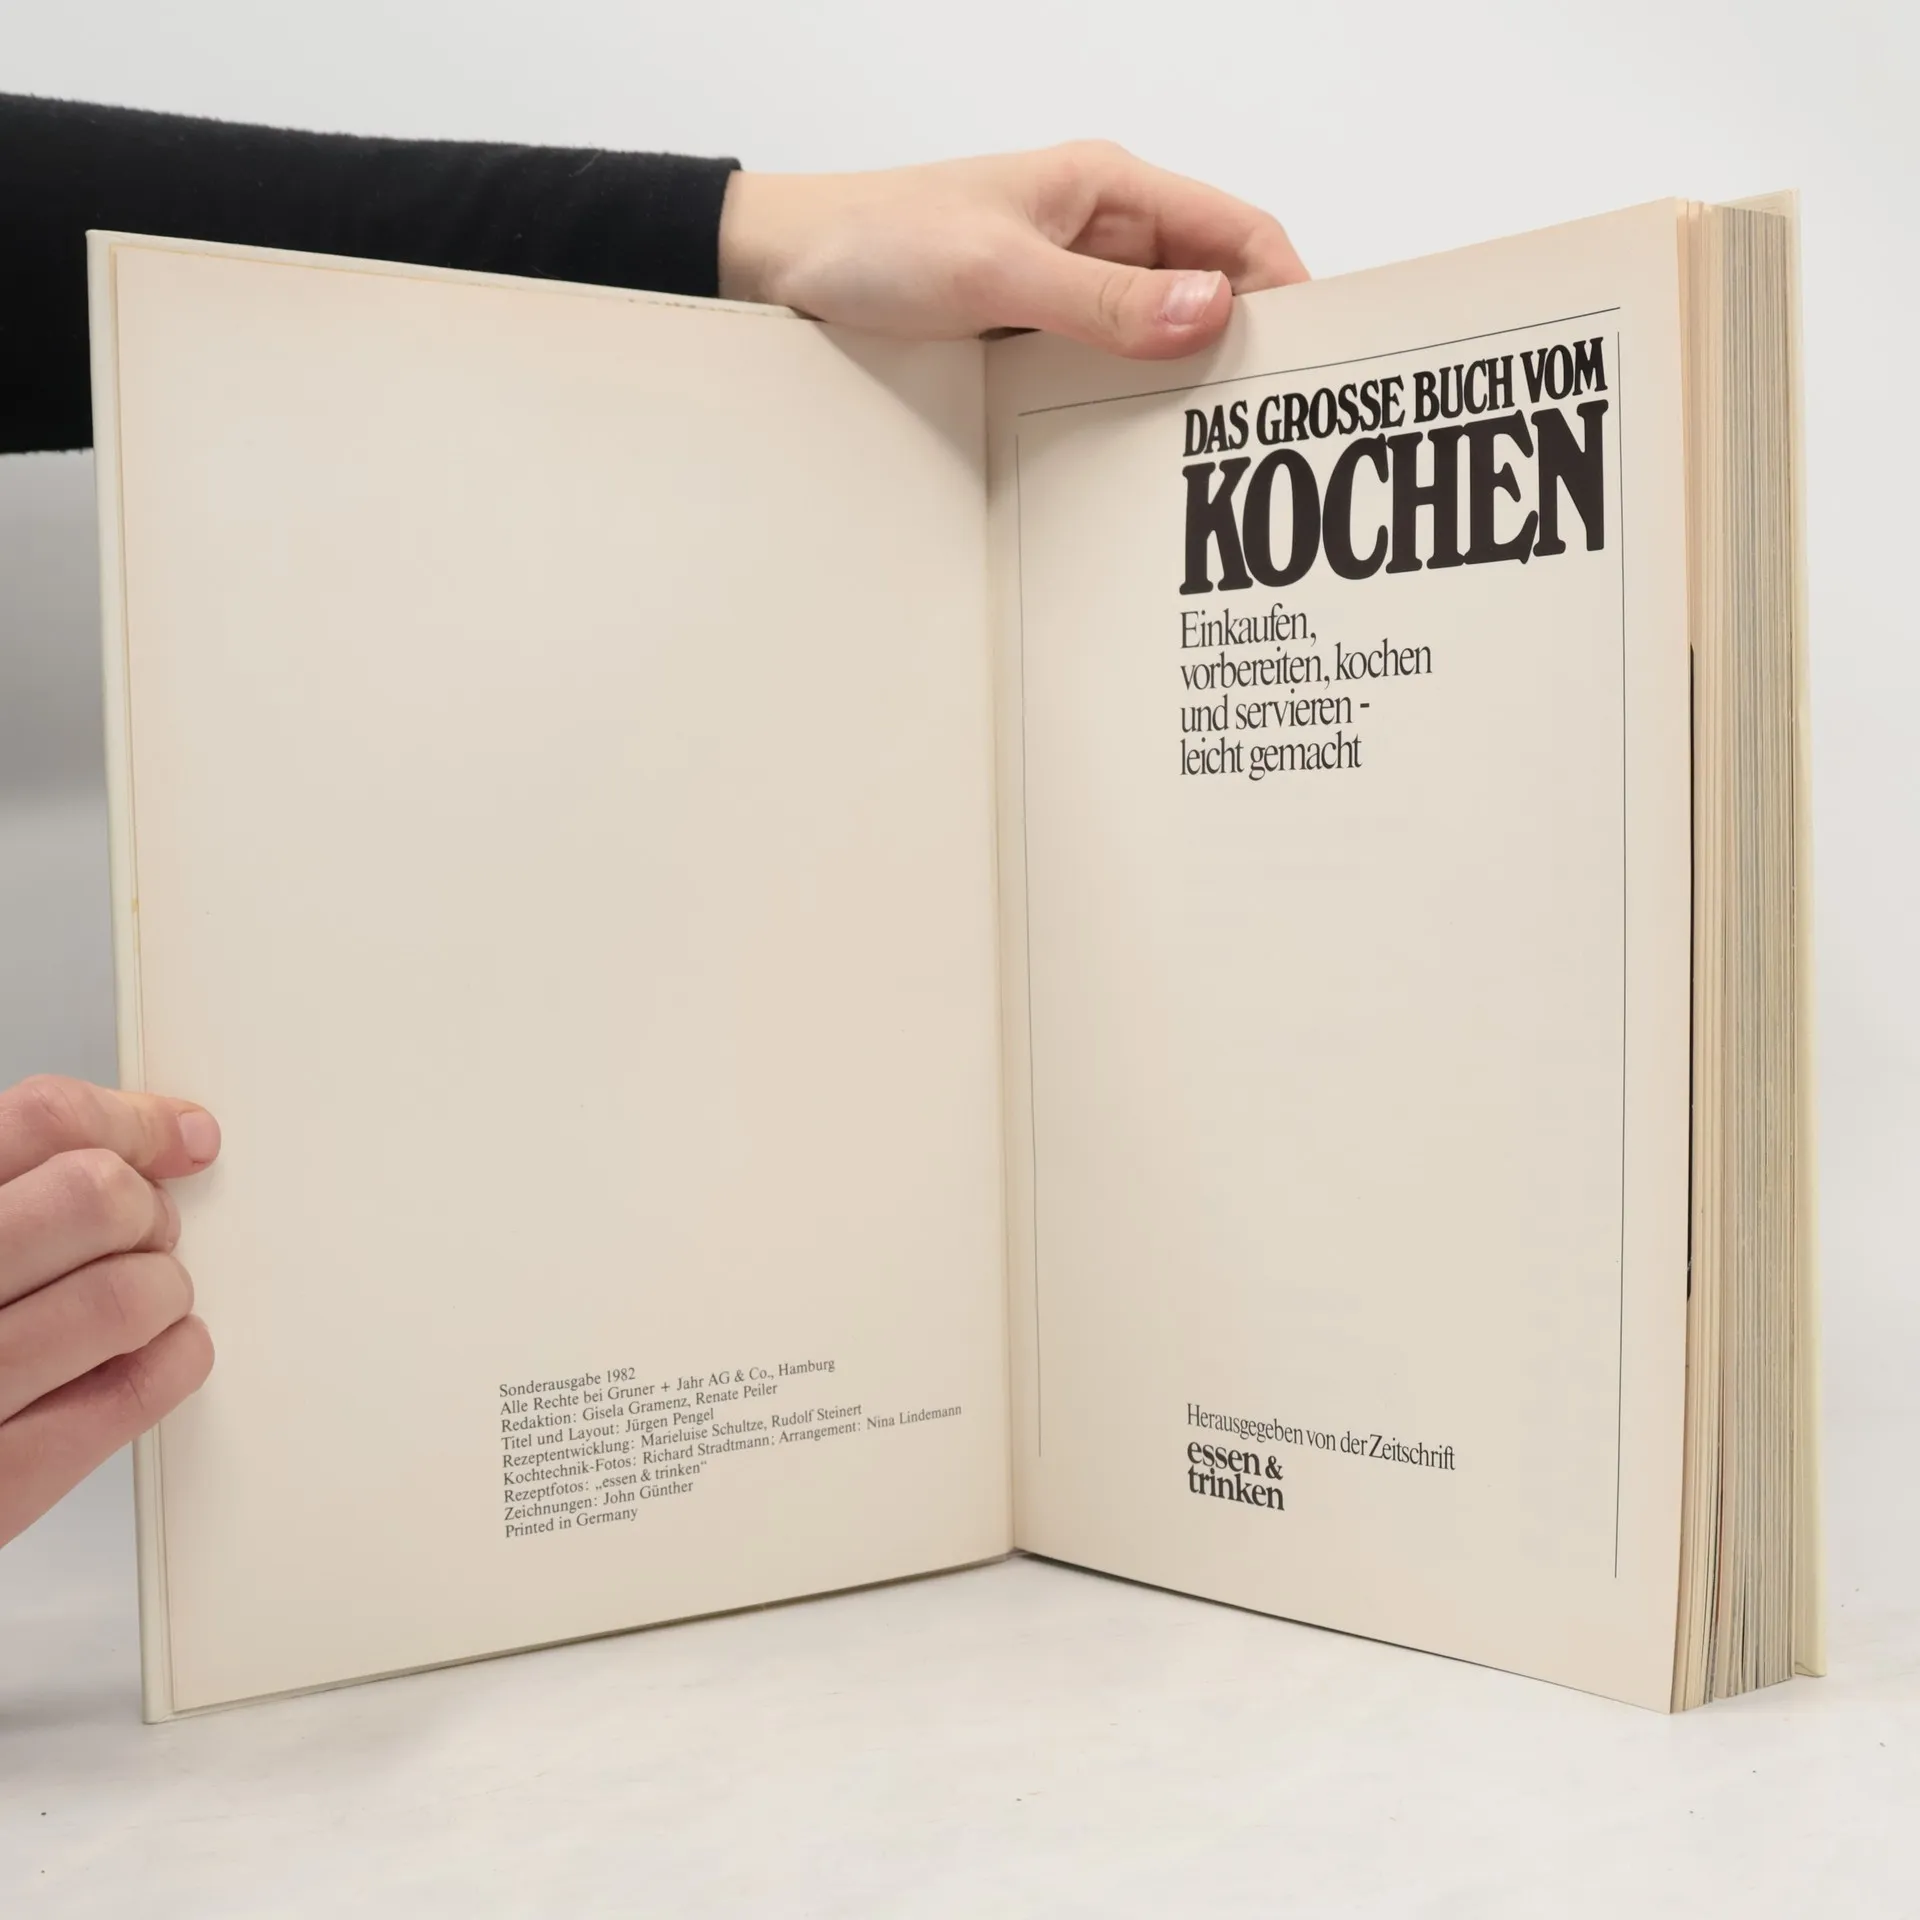 Sonderausgabe 1982
Alle Rechte bei Gruner + Jahr AG & Co., Hamburg
Redaktion: Gisela Gramenz, Renate Peiler
Titel und Layout: Jürgen Pengel
Rezeptentwicklung: Marieluise Schultze, Rudolf Steinert
Kochtechnik-Fotos: Richard Stradtmann; Arrangement: Nina Lindemann
Rezeptfotos: „essen & trinken“
Zeichnungen: John Günther
Printed in Germany
DAS GROSSE BUCH VOM
KOCHEN
Einkaufen,
vorbereiten, kochen
und servieren -
leicht gemacht
Herausgegeben von der Zeitschrift
essen &
trinken